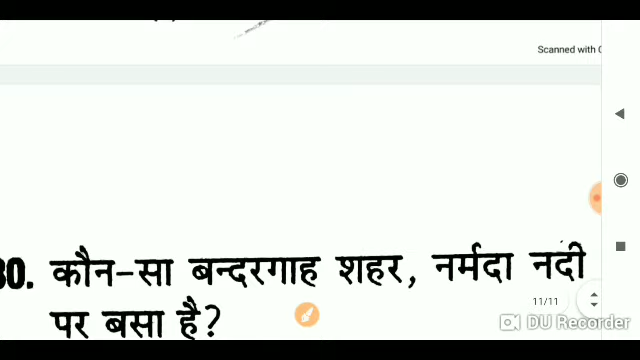 Scanned with C
30. कौन-सा बन्दरगाह शहर, नर्मदा नदी
पर बसा है?
11/11
DU Recorder